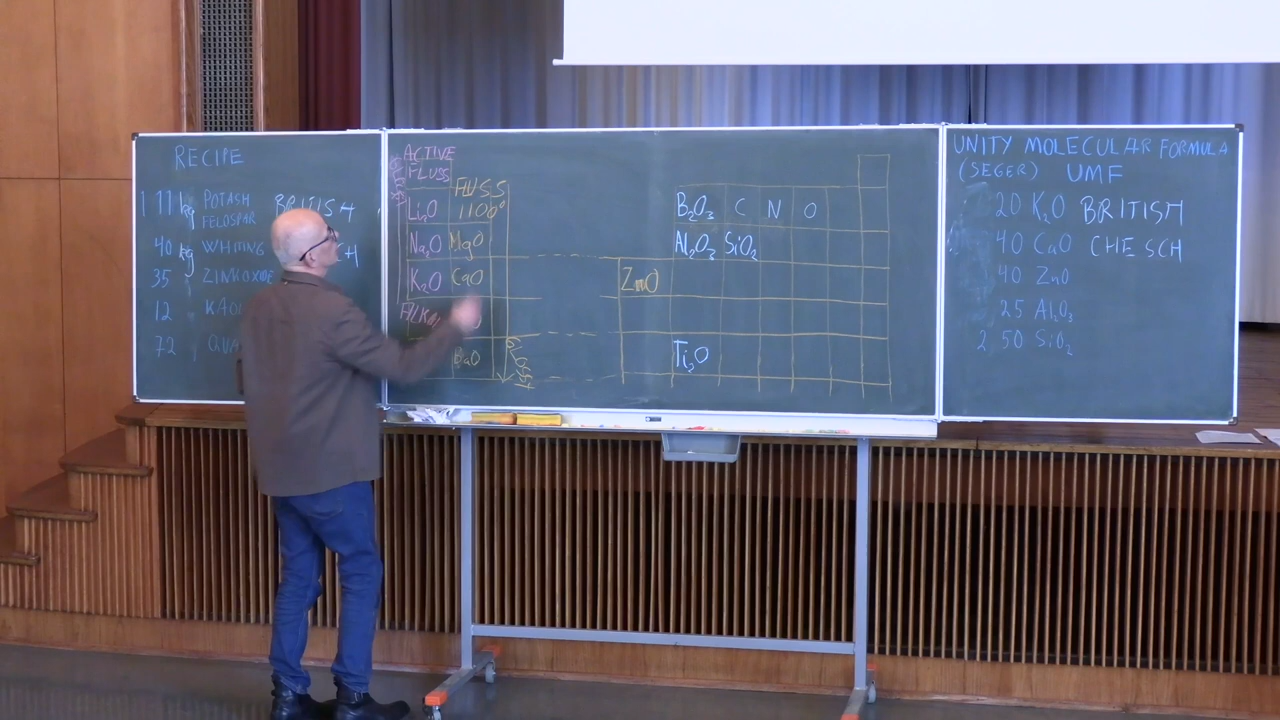 RECIPE
111 kg POTASH FELDSPAR BRITISH
40 kg WHITING
35 ZINKOXIDE
12
72
ACTIVE
FLUSS
FLUSS
1100°
Li₂O
Na₂O MgO
K₂O CaO
BaO
B₂O₃ C N O
Al₂O₃ SiO₂
ZnO
Ti₂O
UNITY MOLECULAR FORMULA
(SEGER) UMF
20 K₂O BRITISH
40 CaO CHESCH
40 ZnO
25 Al₂O₃
2 50 SiO₂